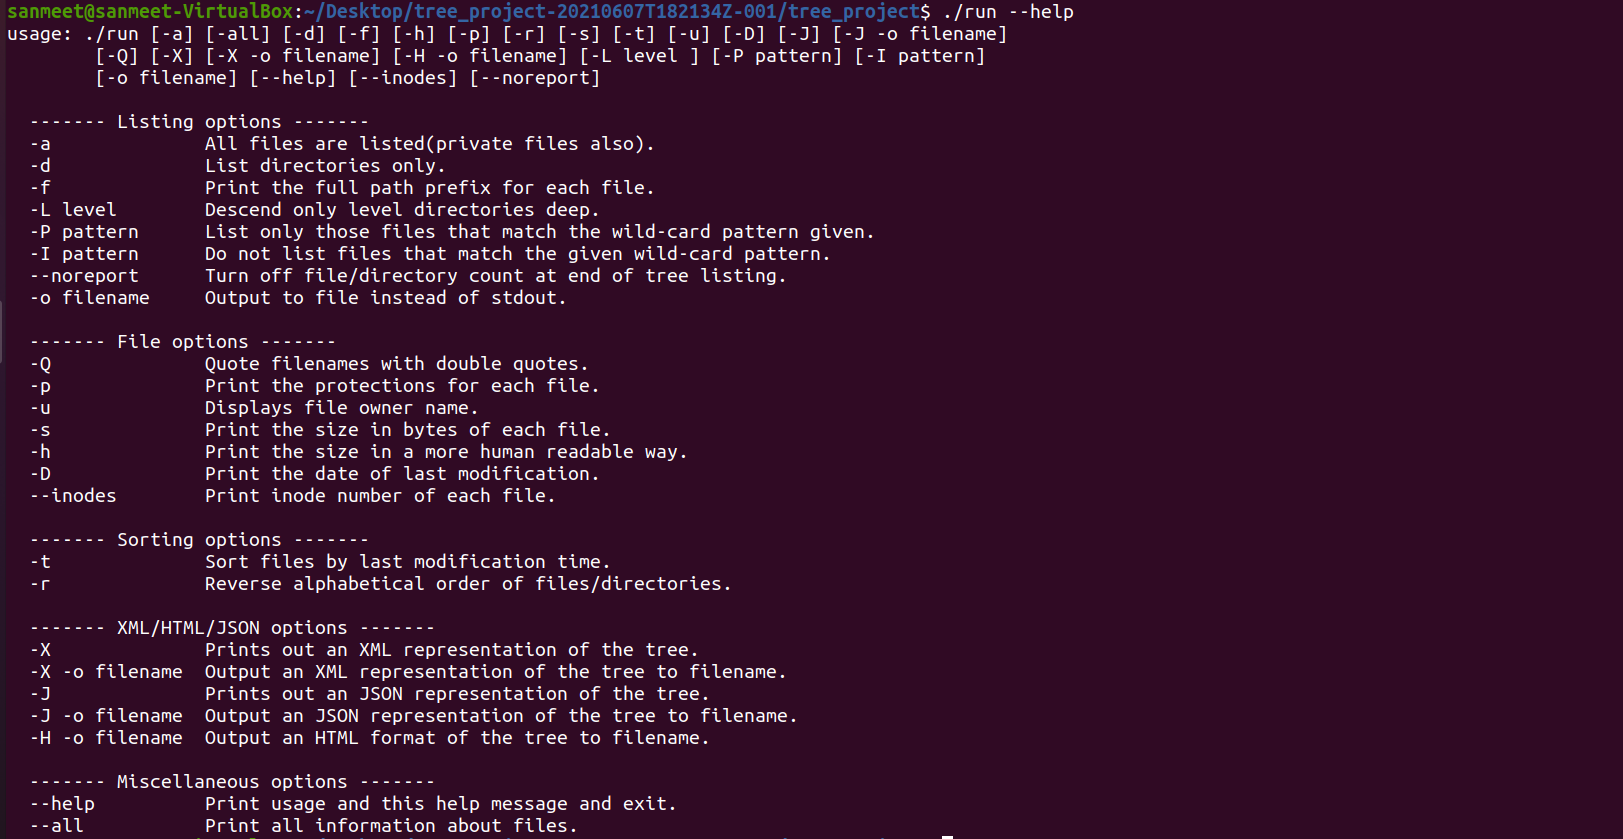 sanmeet@sanmeet-VirtualBox:~/Desktop/tree_project-20210607T182134Z-001/tree_project$ ./run --help
usage: ./run [-a] [-all] [-d] [-f] [-h] [-p] [-r] [-s] [-t] [-u] [-D] [-J] [-J -o filename]
        [-Q] [-X] [-X -o filename] [-H -o filename] [-L level ] [-P pattern] [-I pattern]
        [-o filename] [--help] [--inodes] [--noreport]

  ------- Listing options -------
  -a              All files are listed(private files also).
  -d              List directories only.
  -f              Print the full path prefix for each file.
  -L level        Descend only level directories deep.
  -P pattern      List only those files that match the wild-card pattern given.
  -I pattern      Do not list files that match the given wild-card pattern.
  --noreport      Turn off file/directory count at end of tree listing.
  -o filename     Output to file instead of stdout.

  ------- File options -------
  -Q              Quote filenames with double quotes.
  -p              Print the protections for each file.
  -u              Displays file owner name.
  -s              Print the size in bytes of each file.
  -h              Print the size in a more human readable way.
  -D              Print the date of last modification.
  --inodes        Print inode number of each file.

  ------- Sorting options -------
  -t              Sort files by last modification time.
  -r              Reverse alphabetical order of files/directories.

  ------- XML/HTML/JSON options -------
  -X              Prints out an XML representation of the tree.
  -X -o filename  Output an XML representation of the tree to filename.
  -J              Prints out an JSON representation of the tree.
  -J -o filename  Output an JSON representation of the tree to filename.
  -H -o filename  Output an HTML format of the tree to filename.

  ------- Miscellaneous options -------
  --help          Print usage and this help message and exit.
  --all           Print all information about files.